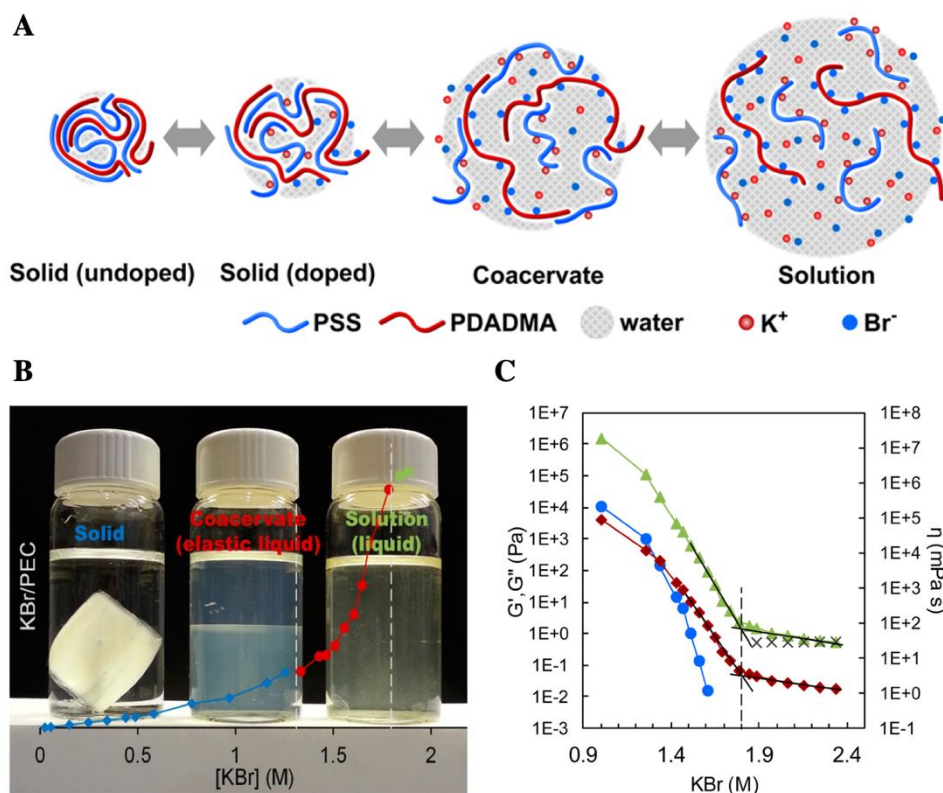 A
Solid (undoped)
Solid (doped)
Coacervate
Solution
PSS
PDADMA
water
K+
Br-
B
C
KBr/PEC
Solid
Coacervate
(elastic liquid)
Solution
(liquid)
0 0.5 1 1.5 2
[KBr] (M)
G',G'' (Pa)
1E+7
1E+6
1E+5
1E+4
1E+3
1E+2
1E+1
1E+0
1E-1
1E-2
1E-3
1E+8
1E+7
1E+6
1E+5
1E+4
1E+3
1E+2
1E+1
1E+0
1E-1
η (mPa s)
0.9 1.4 1.9 2.4
KBr (M)